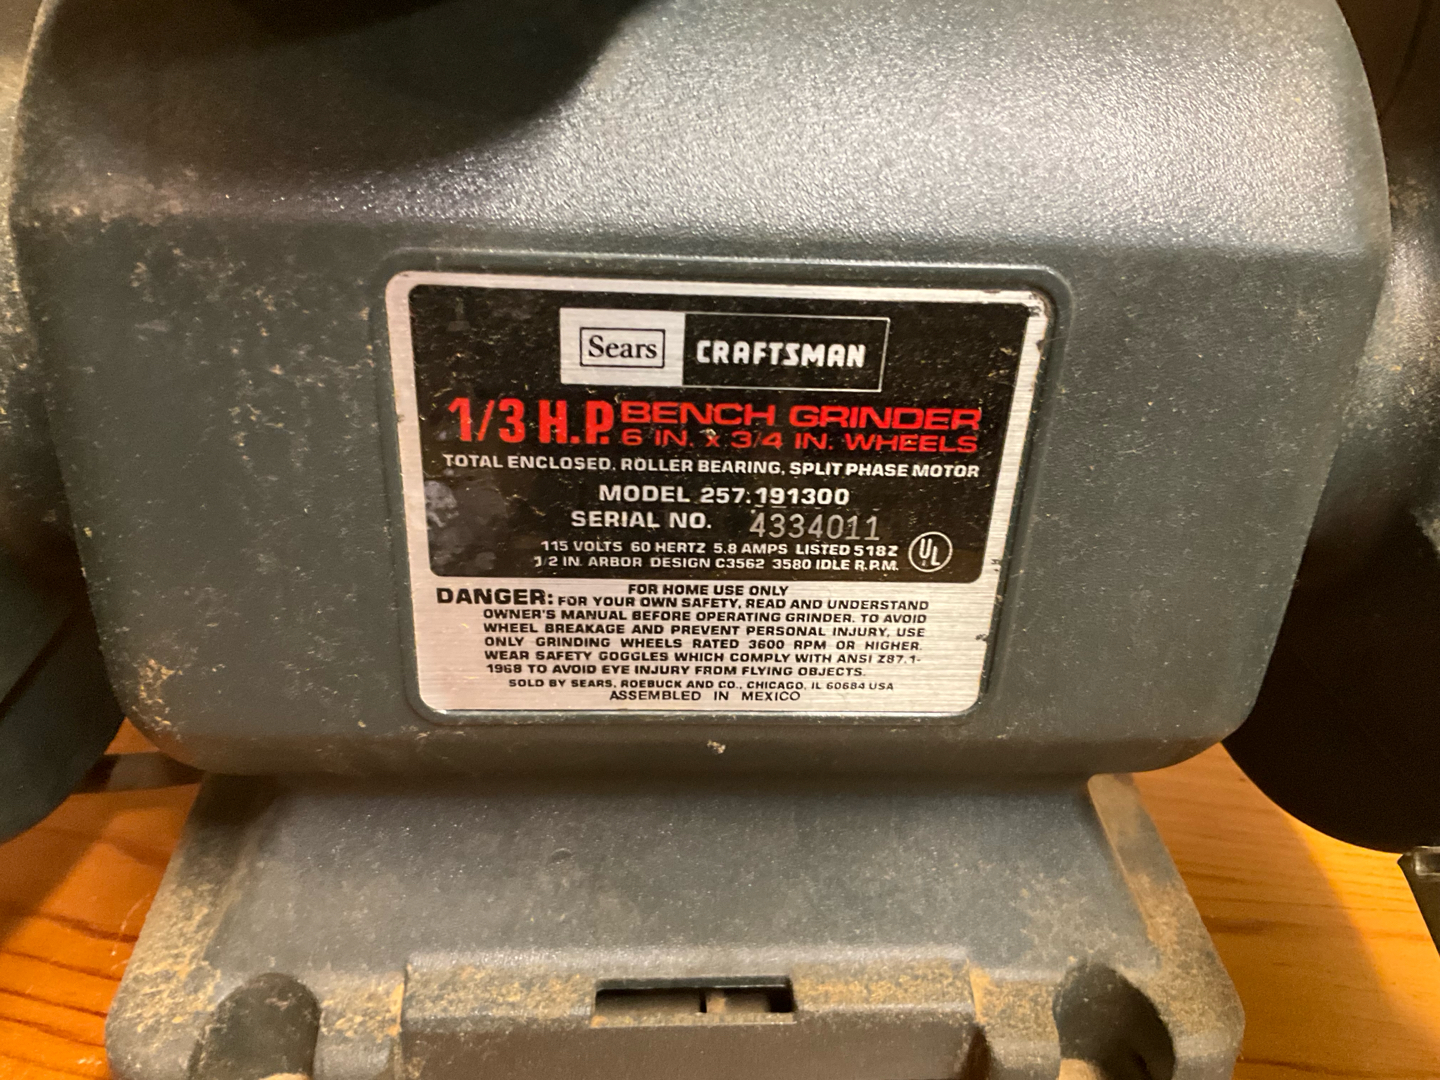 Sears CRAFTSMAN
1/3 H.P. BENCH GRINDER
6 IN. x 3/4 IN. WHEELS
TOTAL ENCLOSED, ROLLER BEARING, SPLIT PHASE MOTOR
MODEL 257.191300
SERIAL NO. 4334011
115 VOLTS 60 HERTZ 5.8 AMPS LISTED 518Z
1/2 IN. ARBOR DESIGN C3562 3580 IDLE R.P.M.
UL
FOR HOME USE ONLY
DANGER: FOR YOUR OWN SAFETY, READ AND UNDERSTAND
OWNER'S MANUAL BEFORE OPERATING GRINDER. TO AVOID
WHEEL BREAKAGE AND PREVENT PERSONAL INJURY, USE
ONLY GRINDING WHEELS RATED 3600 RPM OR HIGHER.
WEAR SAFETY GOGGLES WHICH COMPLY WITH ANSI Z87.1-
1968 TO AVOID EYE INJURY FROM FLYING OBJECTS.
SOLD BY SEARS, ROEBUCK AND CO., CHICAGO, IL 60684 USA
ASSEMBLED IN MEXICO